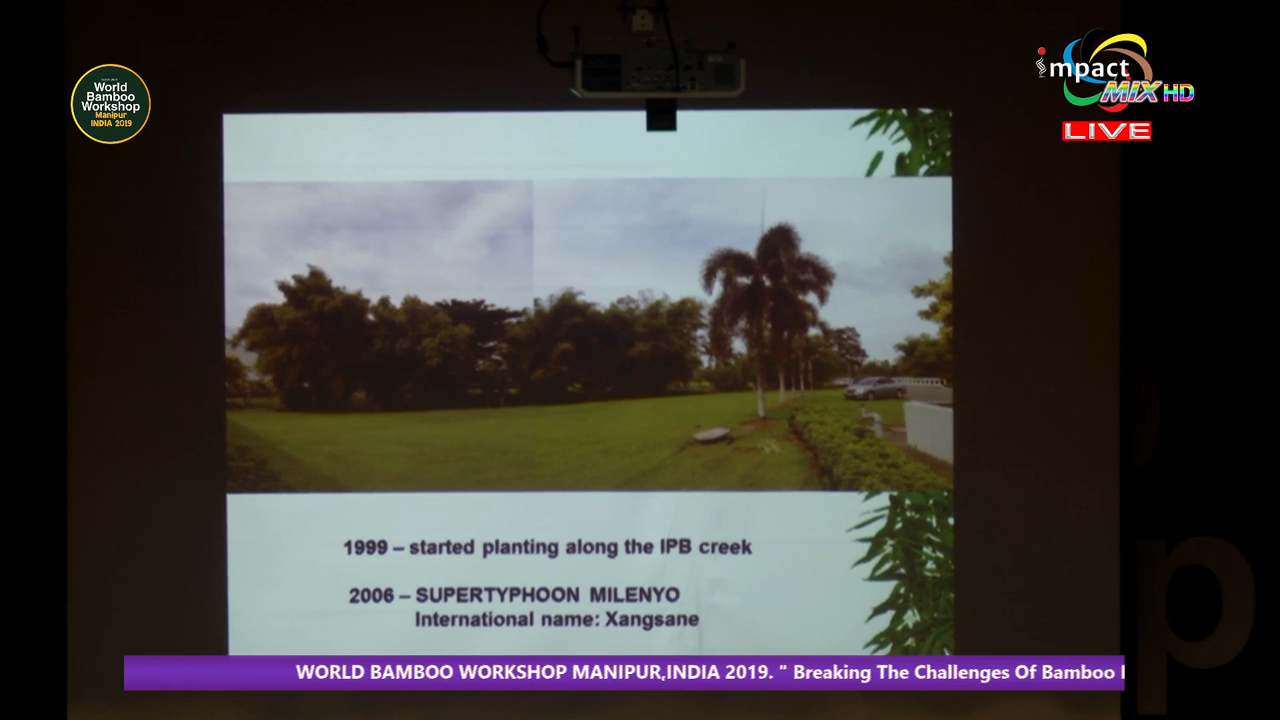 World
Bamboo
Workshop
Manipur
INDIA 2019
impact
MIX HD
LIVE
1999 – started planting along the IPB creek
2006 – SUPERTYPHOON MILENYO
International name: Xangsane
WORLD BAMBOO WORKSHOP MANIPUR,INDIA 2019. " Breaking The Challenges Of Bamboo